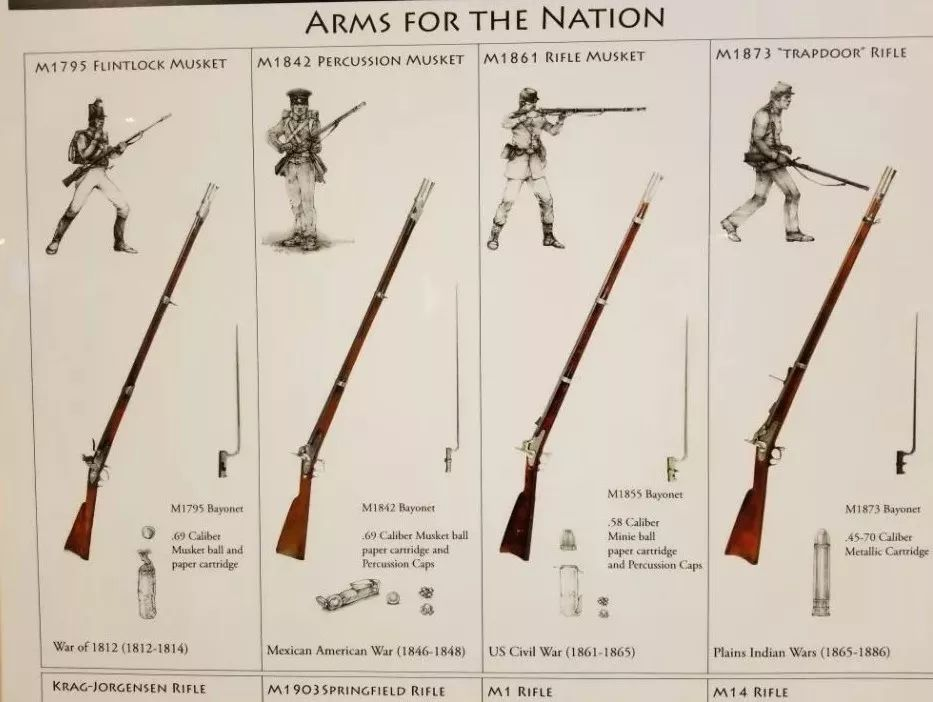 ARMS FOR THE NATION
M1795 FLINTLOCK MUSKET
M1795 Bayonet
.69 Caliber
Musket ball and
paper cartridge
War of 1812 (1812-1814)
M1842 PERCUSSION MUSKET
M1842 Bayonet
.69 Caliber Musket ball
paper cartridge and
Percussion Caps
Mexican American War (1846-1848)
M1861 RIFLE MUSKET
M1855 Bayonet
.58 Caliber
Minie ball
paper cartridge
and Percussion Caps
US Civil War (1861-1865)
M1873 "TRAPDOOR" RIFLE
M1873 Bayonet
.45-70 Caliber
Metallic Cartridge
Plains Indian Wars (1865-1886)
KRAG-JORGENSEN RIFLE
M1903 SPRINGFIELD RIFLE
M1 RIFLE
M14 RIFLE